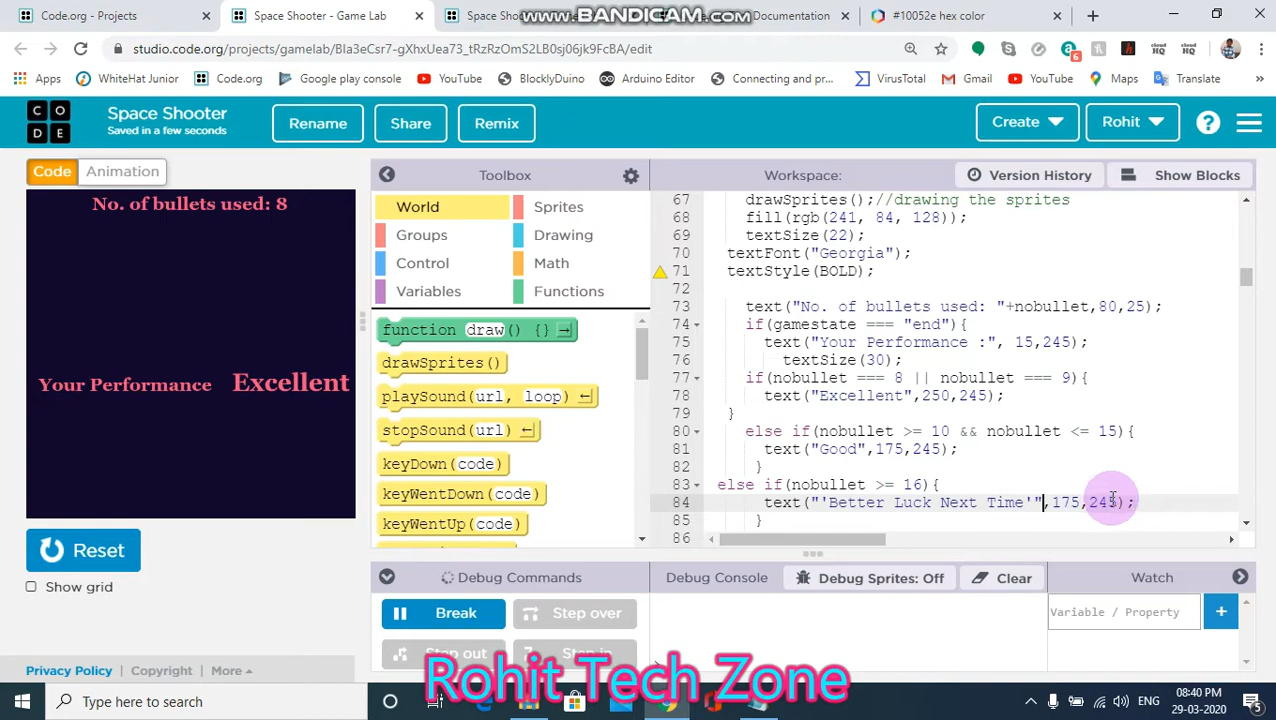 Code.org - Projects
Space Shooter - Game Lab
Space Sho
www.BANDICAM.com
Documentation
#10052e hex color
studio.code.org/projects/gamelab/BIa3eCsr7-gXhxUea73_tRzRzOmS2LB0sj06jk9FcBA/edit
Apps
WhiteHat Junior
Code.org
Google play console
YouTube
BlocklyDuino
Arduino Editor
Connecting and pr...
VirusTotal
Gmail
YouTube
Maps
Translate
Space Shooter
Saved in a few seconds
Rename
Share
Remix
Create
Rohit
Code
Animation
Toolbox
Workspace:
Version History
Show Blocks
No. of bullets used: 8
Your Performance Excellent
Reset
Show grid
World
Sprites
Groups
Drawing
Control
Math
Variables
Functions
function draw() {}
drawSprites()
playSound(url, loop)
stopSound(url)
keyDown(code)
keyWentDown(code)
keyWentUp(code)
67 drawSprites();//drawing the sprites
68 fill(rgb(241, 84, 128));
69 textSize(22);
70 textFont("Georgia");
71 textStyle(BOLD);
72
73 text("No. of bullets used: "+nobullet,80,25);
74 if(gamestate === "end"){
75 text("Your Performance :", 15,245);
76 textSize(30);
77 if(nobullet === 8 || nobullet === 9){
78 text("Excellent",250,245);
79 }
80 else if(nobullet >= 10 && nobullet <= 15){
81 text("Good",175,245);
82 }
83 else if(nobullet >= 16){
84 text("'Better Luck Next Time'",175,245);
85 }
86
Debug Commands
Debug Console
Debug Sprites: Off
Clear
Watch
Break
Step over
Step out
Step in
Variable / Property
Privacy Policy
Copyright
More
Rohit Tech Zone
Type here to search
ENG
08:40 PM
29-03-2020